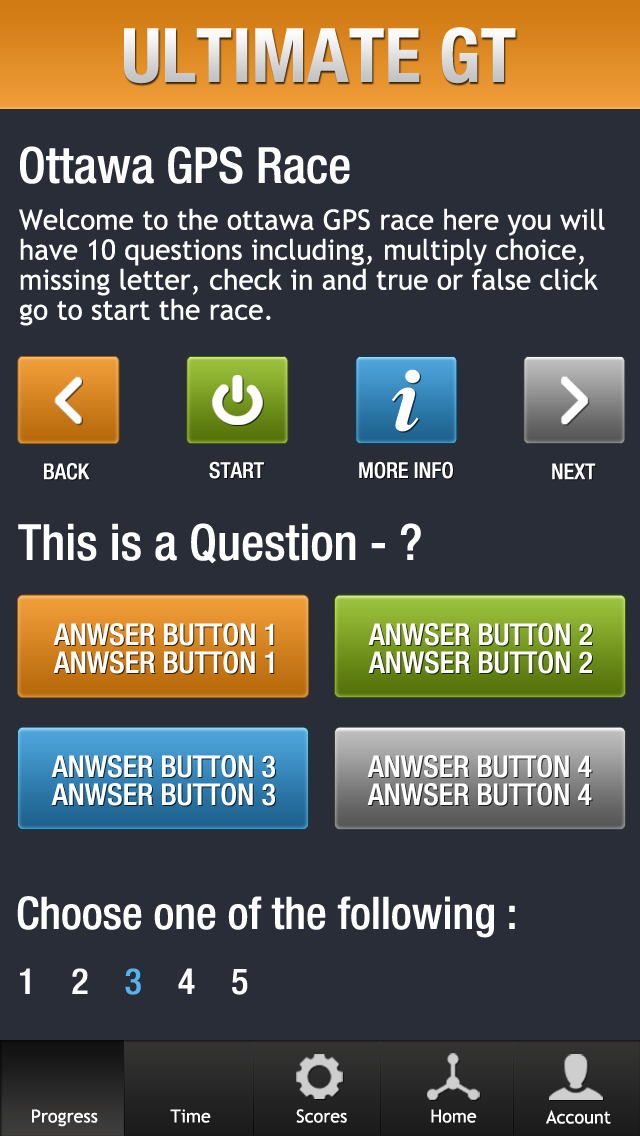 ULTIMATE GT
Ottawa GPS Race
Welcome to the ottawa GPS race here you will
have 10 questions including, multiply choice,
missing letter, check in and true or false click
go to start the race.
BACK START MORE INFO NEXT
This is a Question - ?
ANWSER BUTTON 1
ANWSER BUTTON 1
ANWSER BUTTON 2
ANWSER BUTTON 2
ANWSER BUTTON 3
ANWSER BUTTON 3
ANWSER BUTTON 4
ANWSER BUTTON 4
Choose one of the following :
1 2 3 4 5
Progress Time Scores Home Account